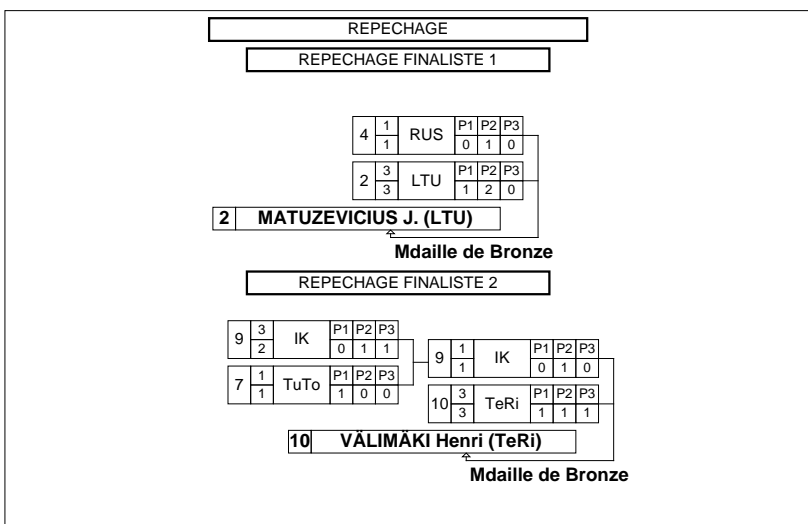 REPECHAGE
REPECHAGE FINALISTE 1
4 1 RUS P1 P2 P3
1 0 1 0
2 3 LTU P1 P2 P3
3 1 2 0
2 MATUZEVICIUS J. (LTU)
Mdaille de Bronze
REPECHAGE FINALISTE 2
9 3 IK P1 P2 P3
2 0 1 1
7 1 TuTo P1 P2 P3
1 1 0 0
9 1 IK P1 P2 P3
1 0 1 0
10 3 TeRi P1 P2 P3
3 1 1 1
10 VÄLIMÄKI Henri (TeRi)
Mdaille de Bronze